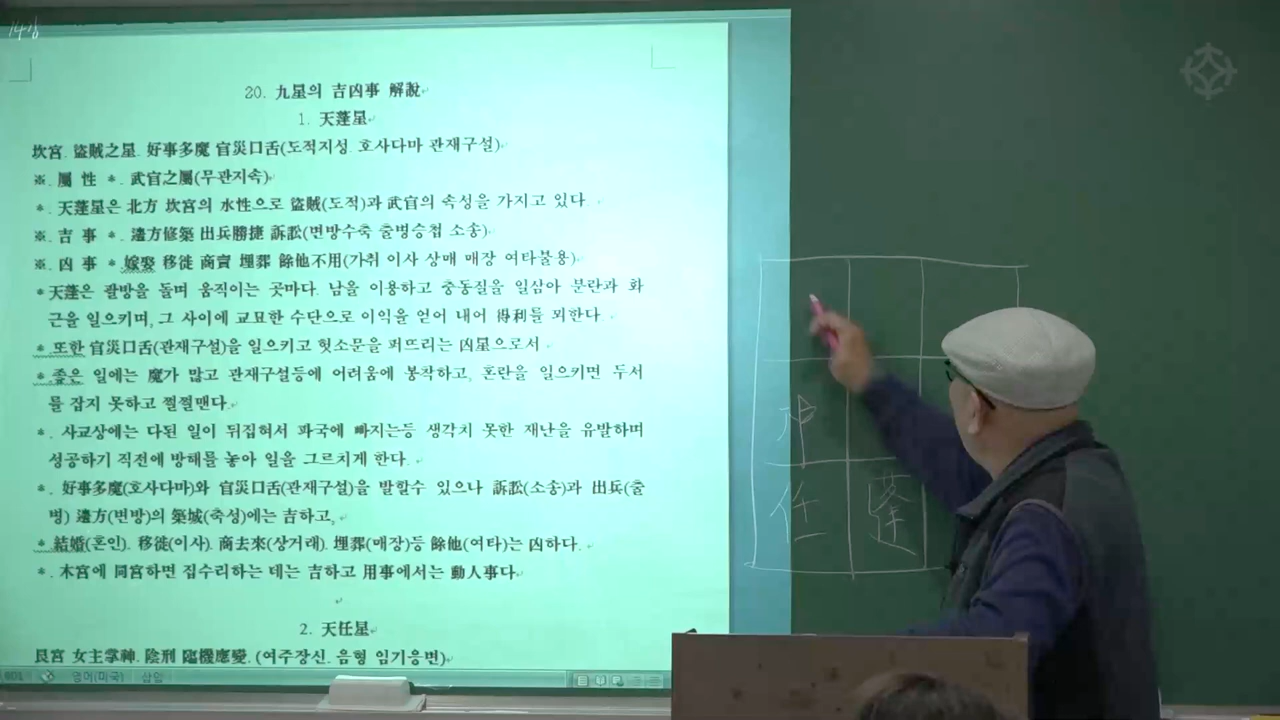 14강
20. 九星의 吉凶事 解說
1. 天蓬星
坎宮. 盜賊之星. 好事多魔 官災口舌(도적지성. 호사다마 관재구설)
※. 屬 性 *. 武官之屬(무관지속)
*. 天蓬星은 北方 坎宮의 水性으로 盜賊(도적)과 武官의 속성을 가지고 있다.
※. 吉 事 *. 邊方修築 出兵勝捷 訴訟(면방수축 출병승첩 소송)
※. 凶 事 * 嫁娶 移徙 商賣 埋葬 餘他不用(가취 이사 상매 매장 여타불용)
*天蓬은 팔방을 돌며 움직이는 곳마다. 남을 이용하고 충동질을 일삼아 분란과 화
근을 일으키며, 그 사이에 교묘한 수단으로 이익을 얻어 내어 得利를 꾀한다.
* 또한 官災口舌(관재구설)을 일으키고 헛소문을 퍼뜨리는 凶星으로서
* 좋은 일에는 魔가 많고 관재구설등에 어려움에 봉착하고, 혼란을 일으키면 두서
를 잡지 못하고 쩔쩔맨다.
*. 사교상에는 다된 일이 뒤집혀서 파국에 빠지는등 생각치 못한 재난을 유발하며
성공하기 직전에 방해를 놓아 일을 그르치게 한다.
*. 好事多魔(호사다마)와 官災口舌(관재구설)을 발할수 있으나 訴訟(소송)과 出兵(출
병) 邊方(면방)의 築城(축성)에는 吉하고,
* 結婚(혼인). 移徙(이사). 商去來(상거래). 埋葬(매장)등 餘他(여타)는 凶하다.
*. 木宮에 同宮하면 집수리하는 데는 吉하고 用事에서는 動人事다
2. 天任星
艮宮 女主掌神. 陰刑 臨機應變. (여주장신. 음형 임기응변)
영어(미국) 삽입
冲
任 蓬